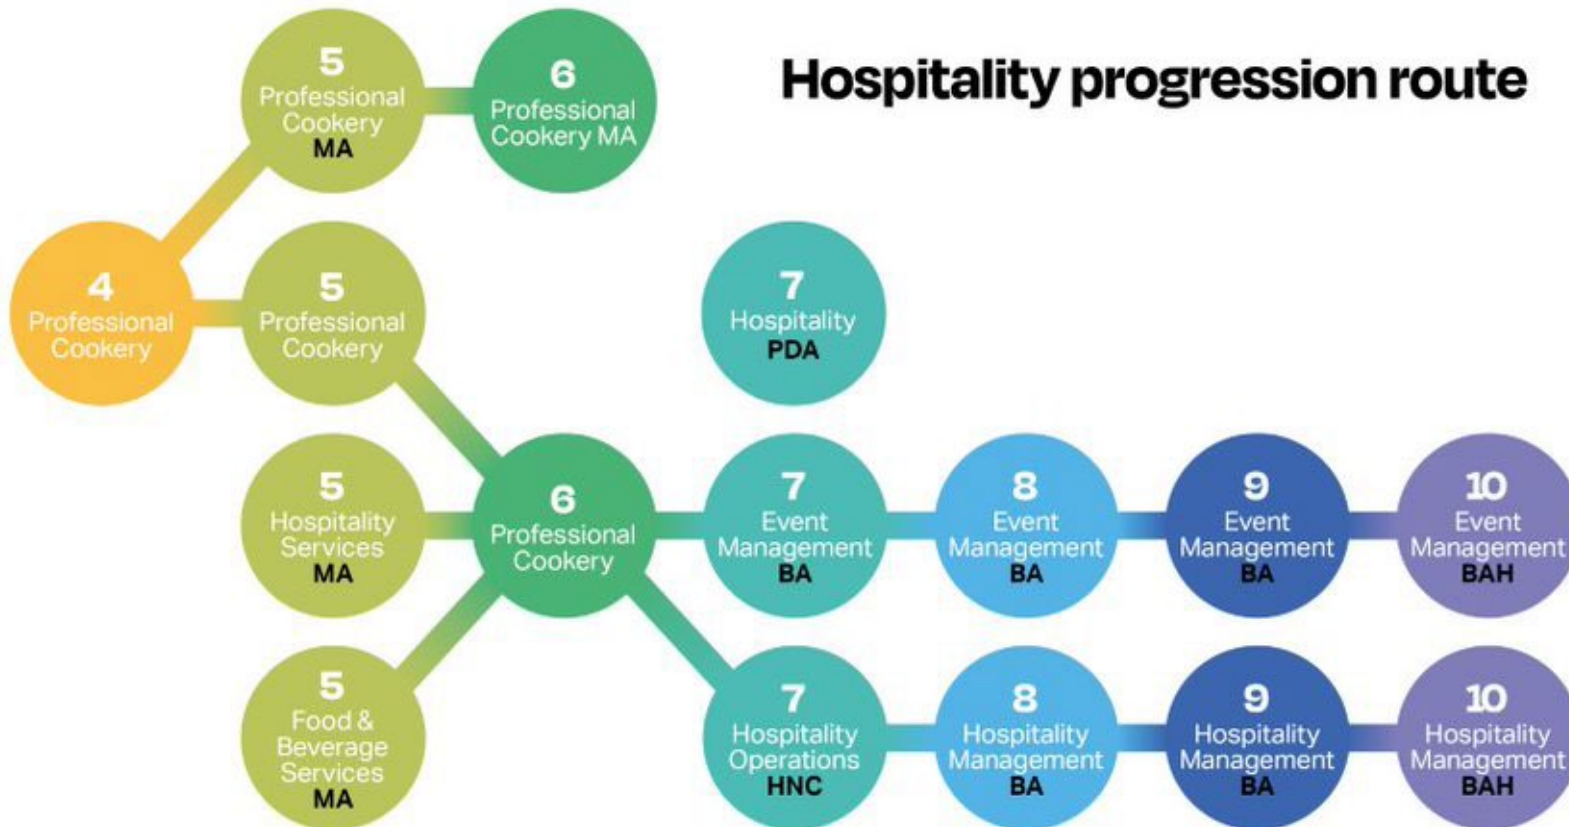 Hospitality progression route
5
Professional
Cookery
MA
6
Professional
Cookery MA
4
Professional
Cookery
5
Professional
Cookery
7
Hospitality
PDA
5
Hospitality
Services
MA
6
Professional
Cookery
7
Event
Management
BA
8
Event
Management
BA
9
Event
Management
BA
10
Event
Management
BAH
5
Food &
Beverage
Services
MA
7
Hospitality
Operations
HNC
8
Hospitality
Management
BA
9
Hospitality
Management
BA
10
Hospitality
Management
BAH